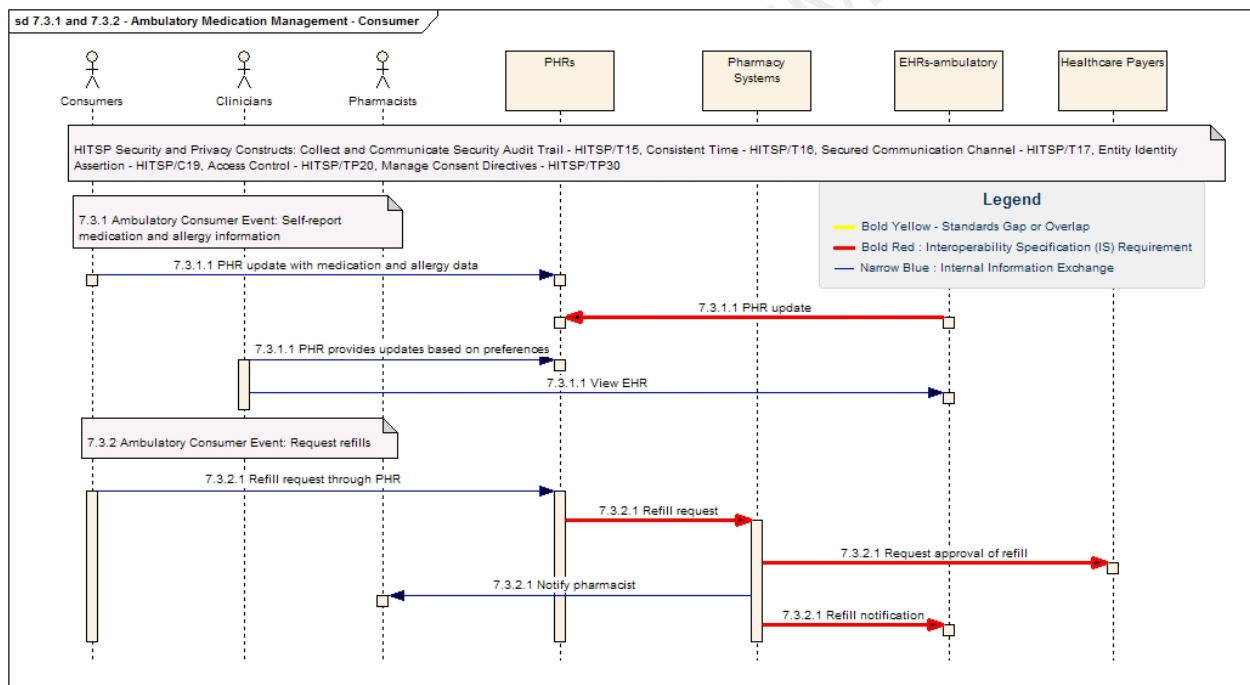 sd 7.3.1 and 7.3.2 - Ambulatory Medication Management - Consumer
Consumers
Clinicians
Pharmacists
PHRs
Pharmacy
Systems
EHRs-ambulatory
Healthcare Payers
HITSP Security and Privacy Constructs: Collect and Communicate Security Audit Trail - HITSP/T15, Consistent Time - HITSP/T16, Secured Communication Channel - HITSP/T17, Entity Identity
Assertion - HITSP/C19, Access Control - HITSP/TP20, Manage Consent Directives - HITSP/TP30
Legend
Bold Yellow - Standards Gap or Overlap
Bold Red : Interoperability Specification (IS) Requirement
Narrow Blue : Internal Information Exchange
7.3.1 Ambulatory Consumer Event: Self-report
medication and allergy information
7.3.1.1 PHR update with medication and allergy data
7.3.1.1 PHR update
7.3.1.1 PHR provides updates based on preferences
7.3.1.1 View EHR
7.3.2 Ambulatory Consumer Event: Request refills
7.3.2.1 Refill request through PHR
7.3.2.1 Refill request
7.3.2.1 Request approval of refill
7.3.2.1 Notify pharmacist
7.3.2.1 Refill notification